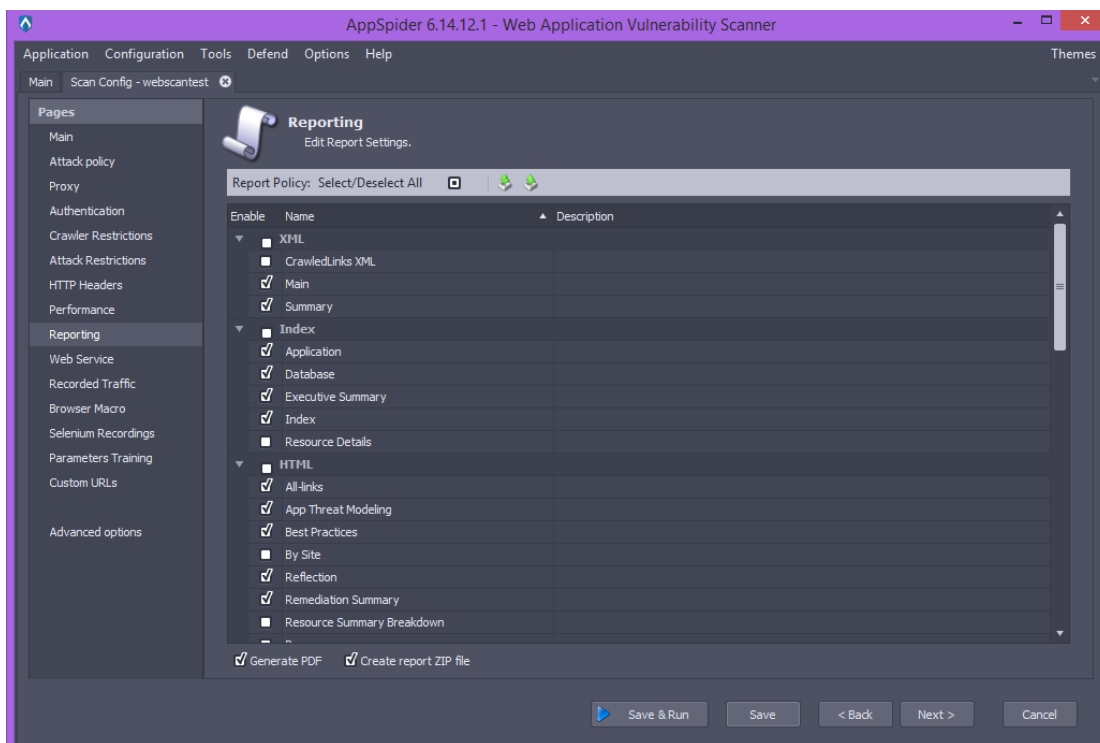 AppSpider 6.14.12.1 - Web Application Vulnerability Scanner
Application Configuration Tools Defend Options Help Themes
Main Scan Config - webscantest
Pages
Main
Attack policy
Proxy
Authentication
Crawler Restrictions
Attack Restrictions
HTTP Headers
Performance
Reporting
Web Service
Recorded Traffic
Browser Macro
Selenium Recordings
Parameters Training
Custom URLs
Advanced options
Reporting
Edit Report Settings.
Report Policy: Select/Deselect All
Enable Name Description
XML
CrawledLinks XML
Main
Summary
Index
Application
Database
Executive Summary
Index
Resource Details
HTML
All-links
App Threat Modeling
Best Practices
By Site
Reflection
Remediation Summary
Resource Summary Breakdown
Generate PDF Create report ZIP file
Save & Run Save < Back Next > Cancel